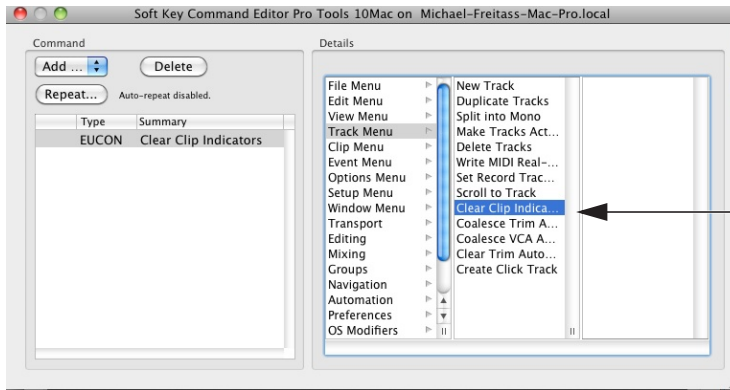 Soft Key Command Editor Pro Tools 10Mac on Michael-Freitass-Mac-Pro.local
Command
Add ...
Delete
Repeat...
Auto-repeat disabled.
Type Summary
EUCON Clear Clip Indicators
Details
File Menu
Edit Menu
View Menu
Track Menu
Clip Menu
Event Menu
Options Menu
Setup Menu
Window Menu
Transport
Editing
Mixing
Groups
Navigation
Automation
Preferences
OS Modifiers
New Track
Duplicate Tracks
Split into Mono
Make Tracks Act...
Delete Tracks
Write MIDI Real-...
Set Record Trac...
Scroll to Track
Clear Clip Indica...
Coalesce Trim A...
Coalesce VCA A...
Clear Trim Auto...
Create Click Track